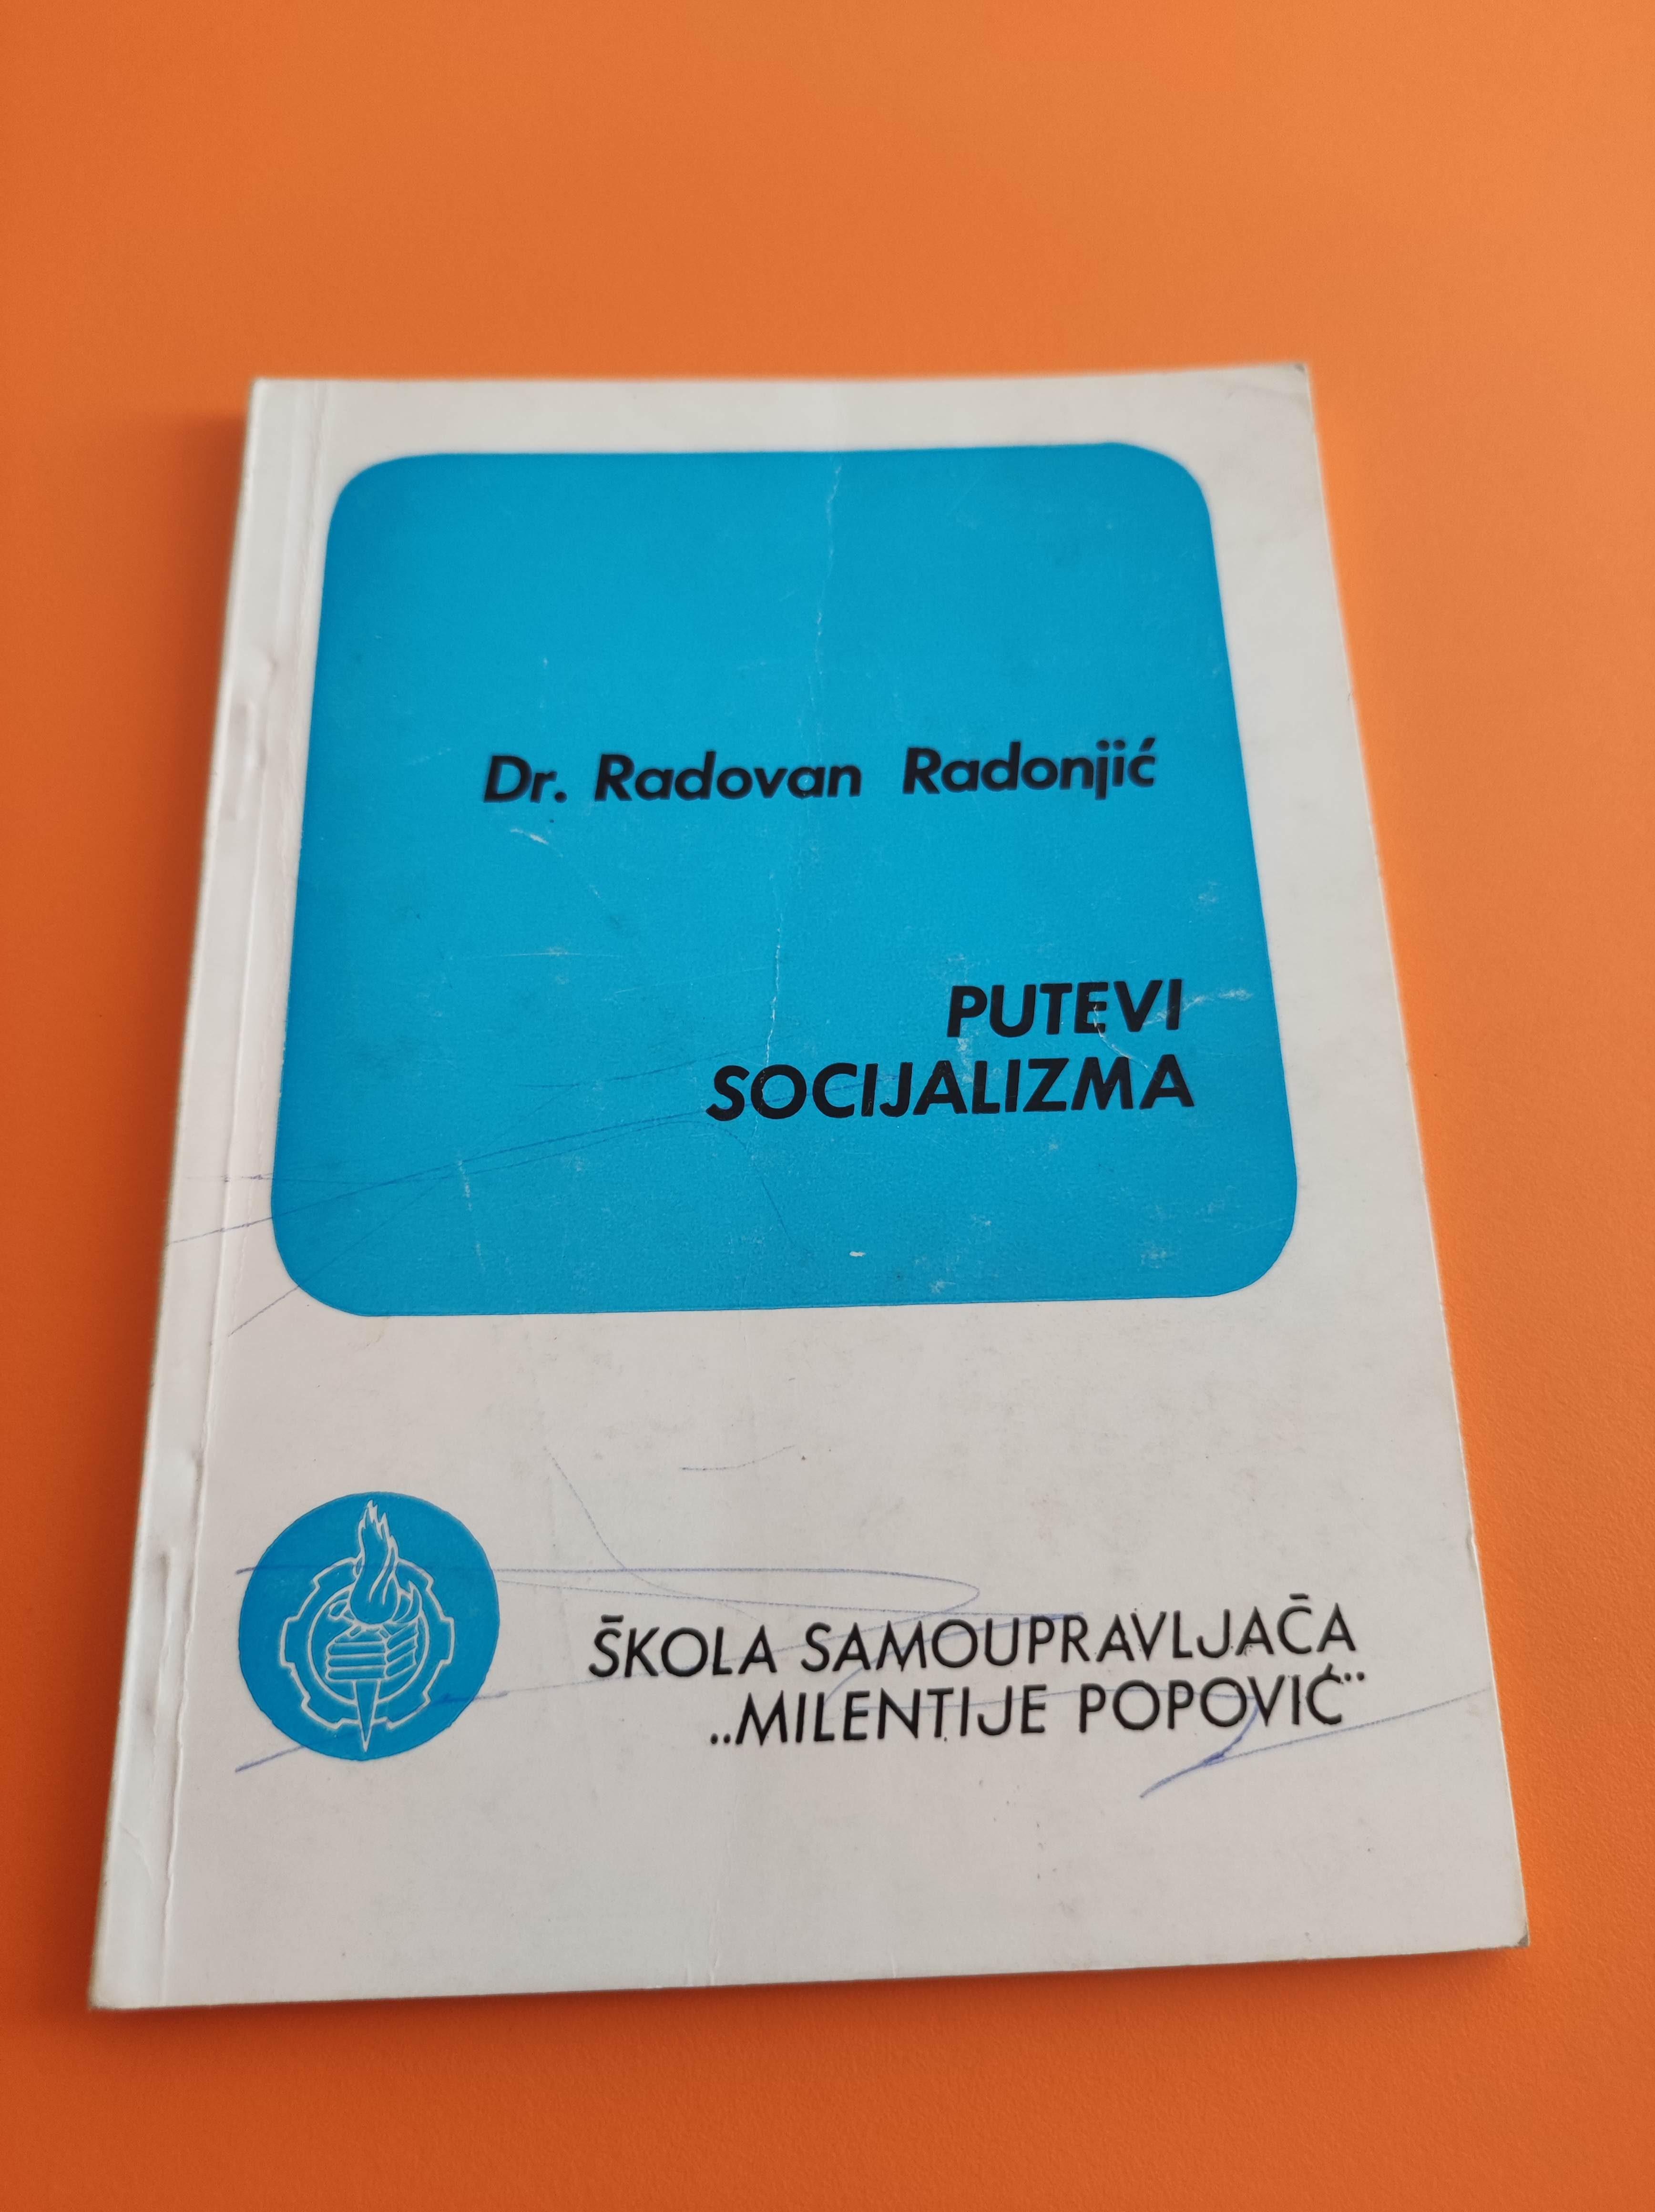 Dr. Radovan Radonjić
PUTEVI
SOCIJALIZMA
ŠKOLA SAMOUPRAVLJAČA
„MILENTIJE POPOVIĆ”